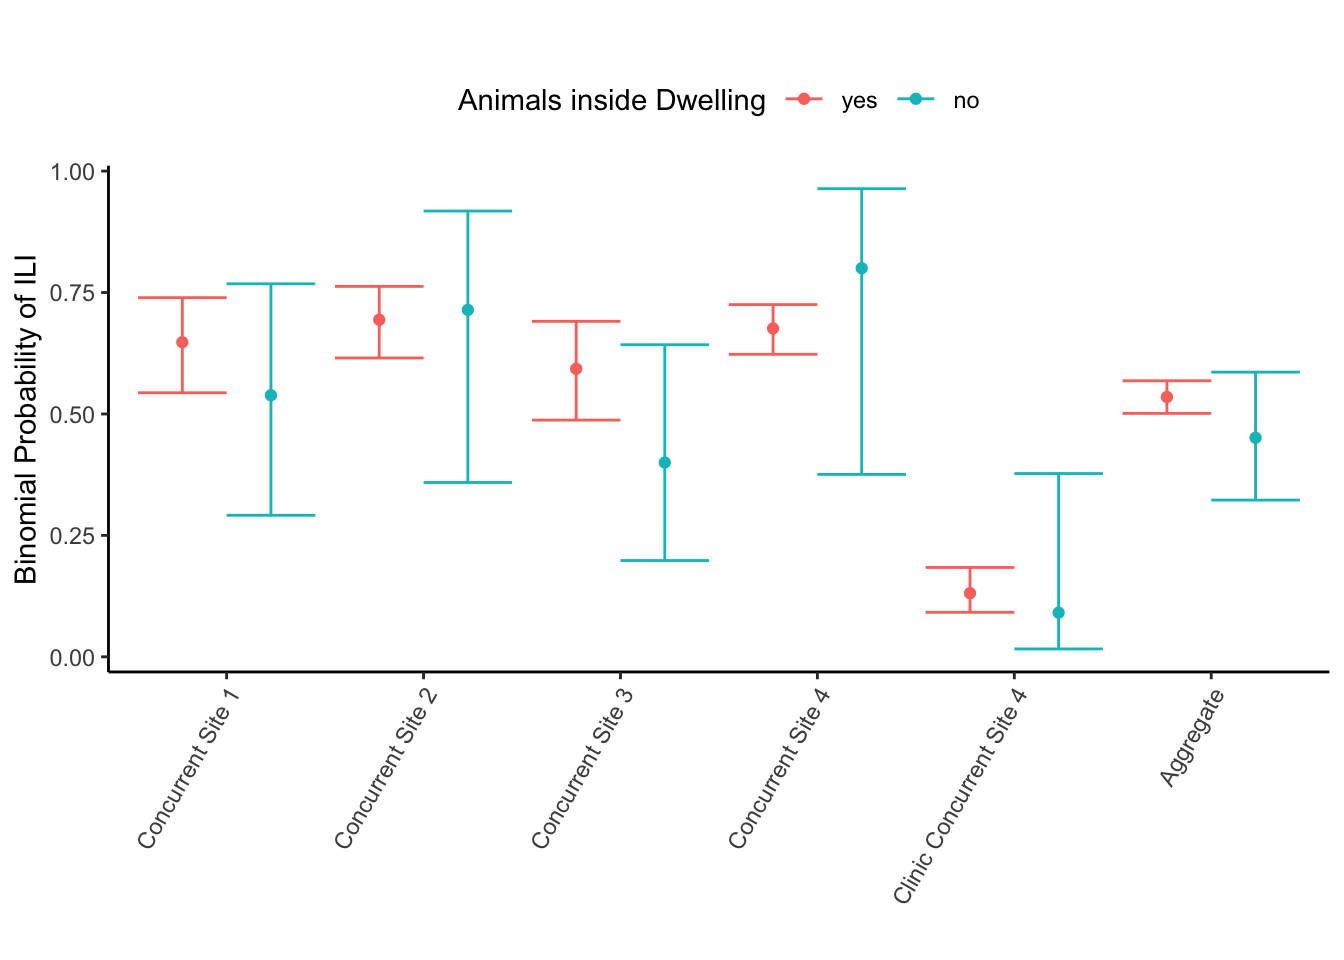 Animals inside Dwelling yes no
Binomial Probability of ILI
1.00
0.75
0.50
0.25
0.00
Concurrent Site 1
Concurrent Site 2
Concurrent Site 3
Concurrent Site 4
Clinic Concurrent Site 4
Aggregate